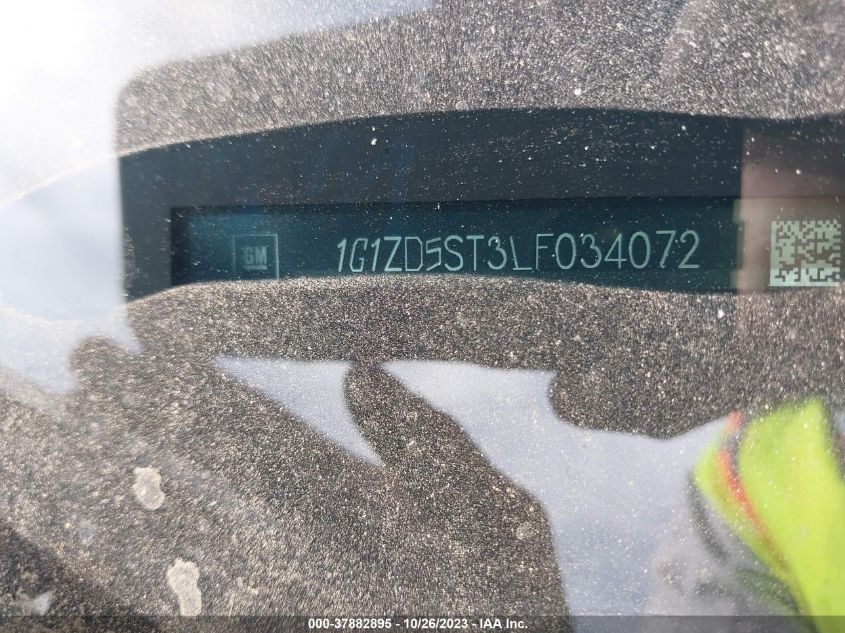 GM 1G1ZD5ST3LF034072
000-37882895 - 10/26/2023 - IAA Inc.